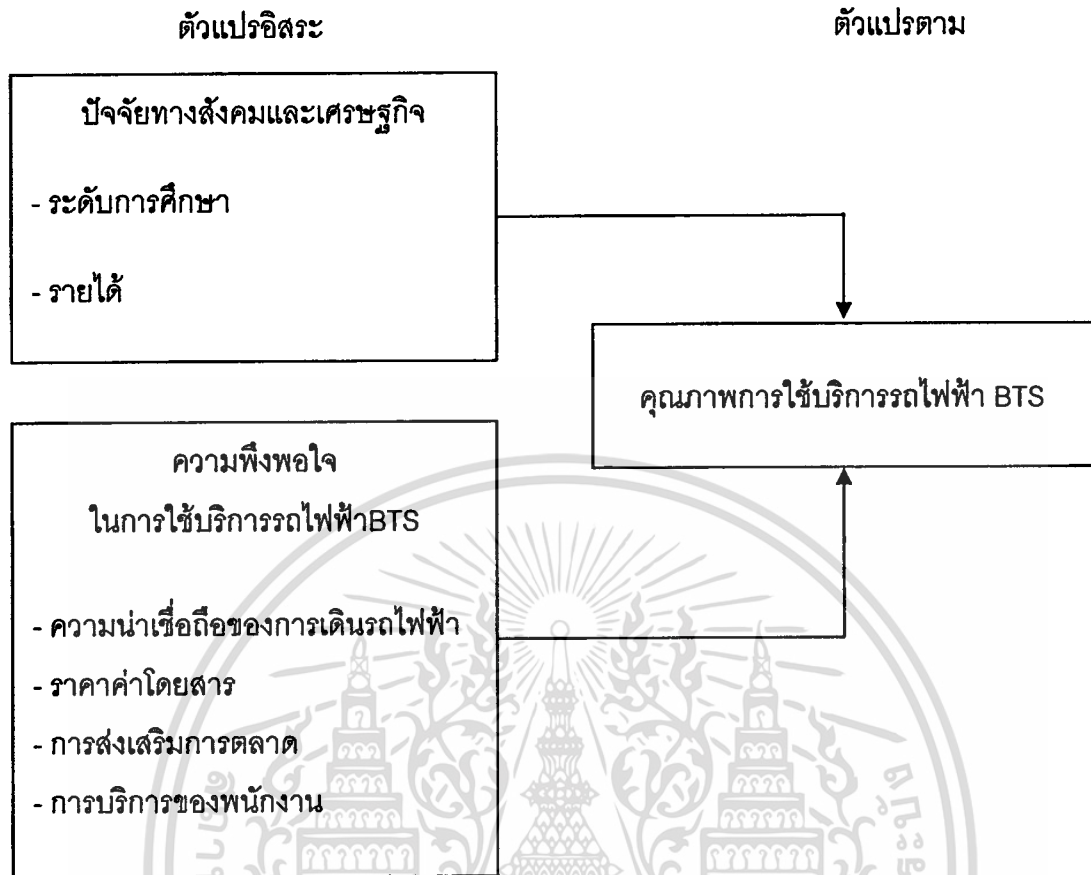 ตัวแปรอิสระ
ตัวแปรตาม
ปัจจัยทางสังคมและเศรษฐกิจ
- ระดับการศึกษา
- รายได้
คุณภาพการใช้บริการรถไฟฟ้า BTS
ความพึงพอใจ
ในการใช้บริการรถไฟฟ้าBTS
- ความน่าเชื่อถือของการเดินรถไฟฟ้า
- ราคาค่าโดยสาร
- การส่งเสริมการตลาด
- การบริการของพนักงาน